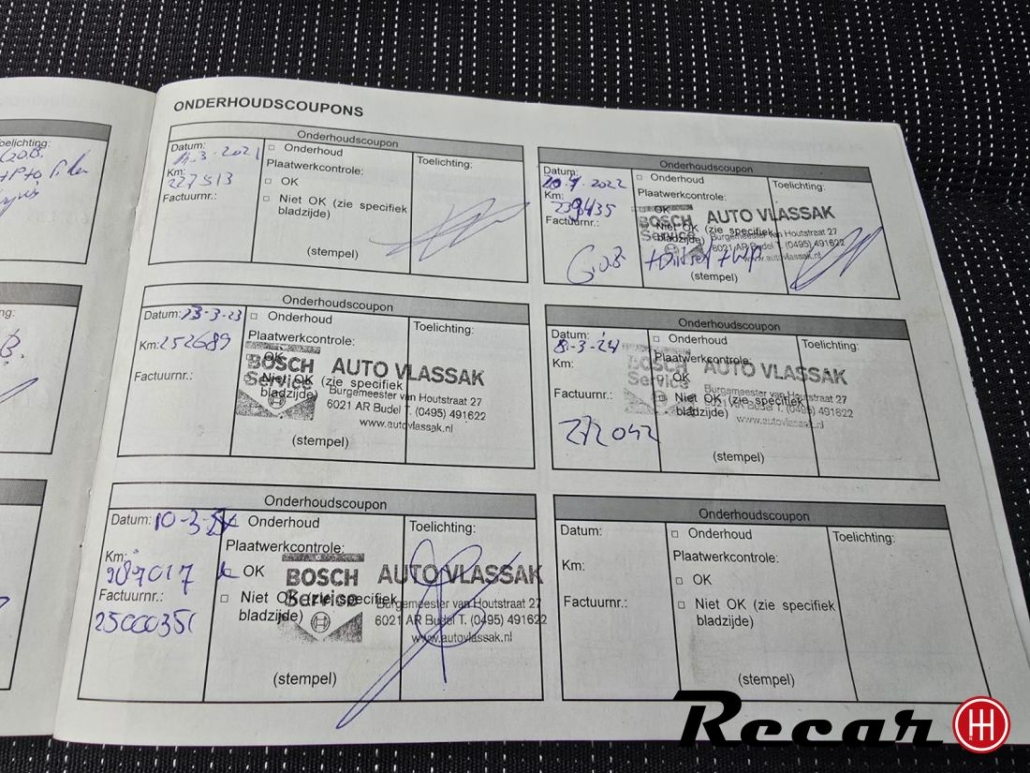 ONDERHOUDSCOUPONS
Toelichting:
Onderhoudscoupon
Datum:
3-2021
Km:
227513
Factuurnr.:
□ Onderhoud
Plaatwerkcontrole:
□ OK
□ Niet OK (zie specifiek
bladzijde)
(stempel)
Toelichting:
Onderhoudscoupon
Datum:
2022
Km:
Factuurnr.:
G.O.B
□ Onderhoud
Plaatwerkcontrole:
□ OK
□ Niet OK (zie specifiek
bladzijde)
BOSCH
Service
AUTO VLASSAK
Burgemeester van Houtstraat 27
6021 AR Budel T. (0495) 491622
www.autovlassak.nl
(stempel)
Toelichting:
Onderhoudscoupon
Datum: 23-3-23
Km: 252689
Factuurnr.:
□ Onderhoud
Plaatwerkcontrole:
□ OK
□ Niet OK (zie specifiek
bladzijde)
BOSCH
Service
AUTO VLASSAK
Burgemeester van Houtstraat 27
6021 AR Budel T. (0495) 491622
www.autovlassak.nl
(stempel)
Toelichting:
Onderhoudscoupon
Datum:
8-3-24
Km:
Factuurnr.:
272042
□ Onderhoud
Plaatwerkcontrole:
□ OK
□ Niet OK (zie specifiek
bladzijde)
BOSCH
Service
AUTO VLASSAK
Burgemeester van Houtstraat 27
6021 AR Budel T. (0495) 491622
www.autovlassak.nl
(stempel)
Toelichting:
Onderhoudscoupon
Datum: 10-3-
Km:
287017
Factuurnr.:
25000351
□ Onderhoud
Plaatwerkcontrole:
OK
□ Niet OK (zie specifiek
bladzijde)
BOSCH
Service
AUTO VLASSAK
Burgemeester van Houtstraat 27
6021 AR Budel T. (0495) 491622
www.autovlassak.nl
(stempel)
Toelichting:
Onderhoudscoupon
Datum:
Km:
Factuurnr.:
□ Onderhoud
Plaatwerkcontrole:
□ OK
□ Niet OK (zie specifiek
bladzijde)
(stempel)
Toelichting:
Recar